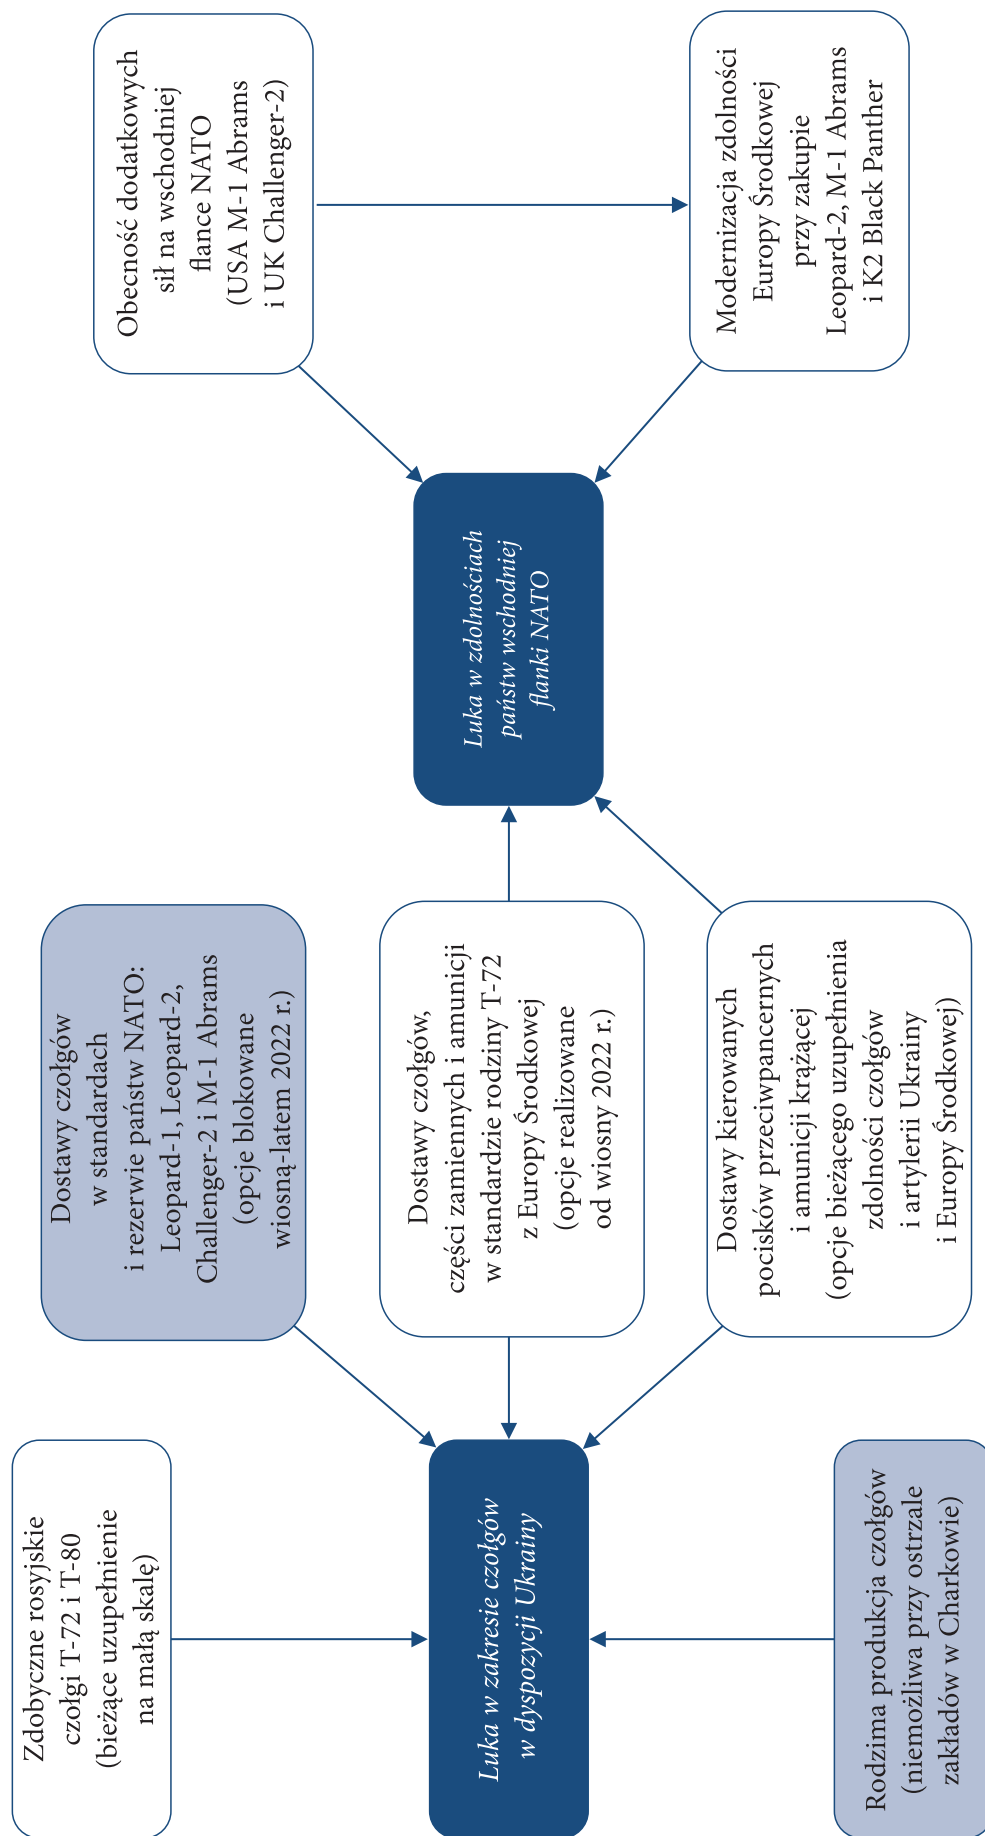 Zdobyczne rosyjskie
czołgi T-72 i T-80
(bieżące uzupełnienie
na małą skalę)
Luka w zakresie czołgów
w dyspozycji Ukrainy
Rodzima produkcja czołgów
(niemożliwa przy ostrzale
zakładów w Charkowie)
Dostawy czołgów
w standardach
i rezerwie państw NATO:
Leopard-1, Leopard-2,
Challenger-2 i M-1 Abrams
(opcje blokowane
wiosną-latem 2022 r.)
Dostawy czołgów,
części zamiennych i amunicji
w standardzie rodziny T-72
z Europy Środkowej
(opcje realizowane
od wiosny 2022 r.)
Dostawy kierowanych
pocisków przeciwpancernych
i amunicji krążącej
(opcje bieżącego uzupełnienia
zdolności czołgów
i artylerii Ukrainy
i Europy Środkowej)
Luka w zdolnościach
państw wschodniej
flanki NATO
Obecność dodatkowych
sił na wschodniej
flance NATO
(USA M-1 Abrams
i UK Challenger-2)
Modernizacja zdolności
Europy Środkowej
przy zakupie
Leopard-2, M-1 Abrams
i K2 Black Panther